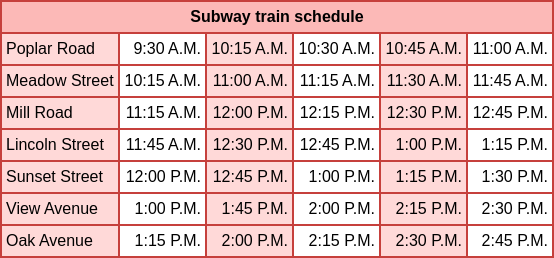 Subway train schedule
Poplar Road 9:30 A.M. 10:15 A.M. 10:30 A.M. 10:45 A.M. 11:00 A.M.
Meadow Street 10:15 A.M. 11:00 A.M. 11:15 A.M. 11:30 A.M. 11:45 A.M.
Mill Road 11:15 A.M. 12:00 P.M. 12:15 P.M. 12:30 P.M. 12:45 P.M.
Lincoln Street 11:45 A.M. 12:30 P.M. 12:45 P.M. 1:00 P.M. 1:15 P.M.
Sunset Street 12:00 P.M. 12:45 P.M. 1:00 P.M. 1:15 P.M. 1:30 P.M.
View Avenue 1:00 P.M. 1:45 P.M. 2:00 P.M. 2:15 P.M. 2:30 P.M.
Oak Avenue 1:15 P.M. 2:00 P.M. 2:15 P.M. 2:30 P.M. 2:45 P.M.